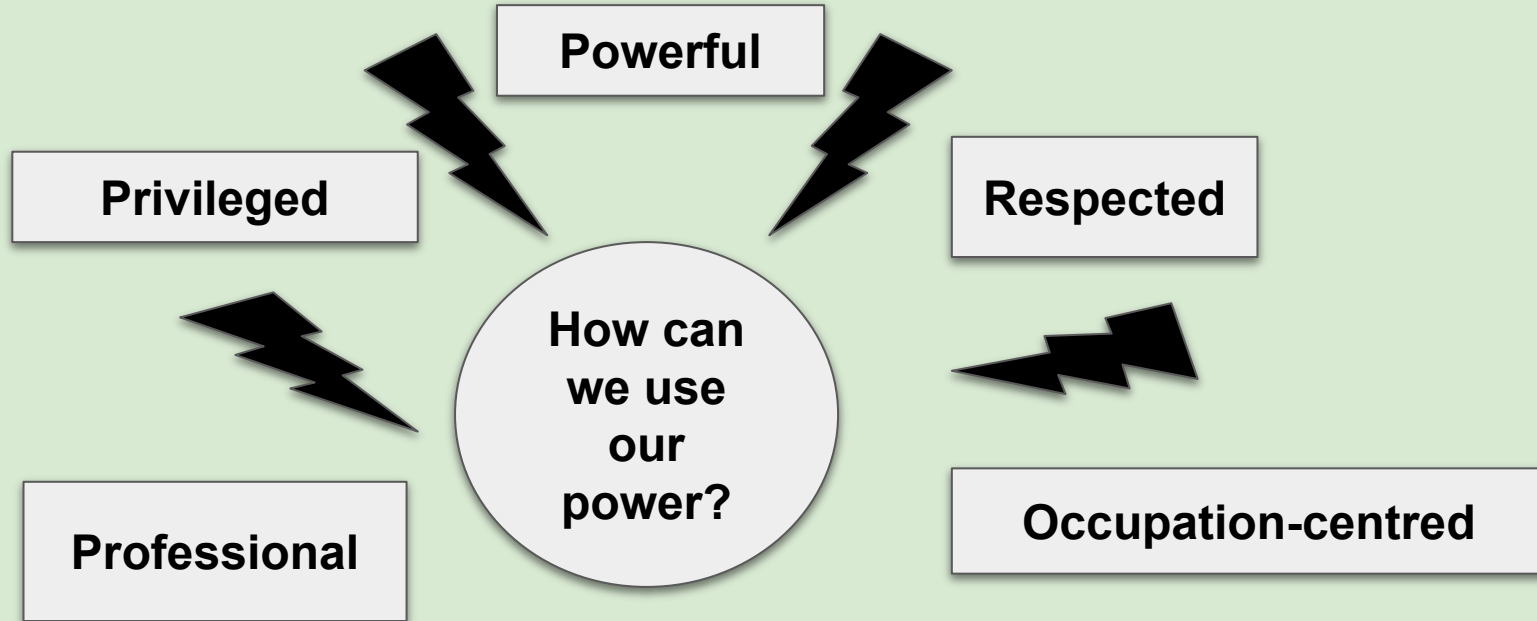 Powerful
Privileged
Respected
How can
we use
our
power?
Professional
Occupation-centred